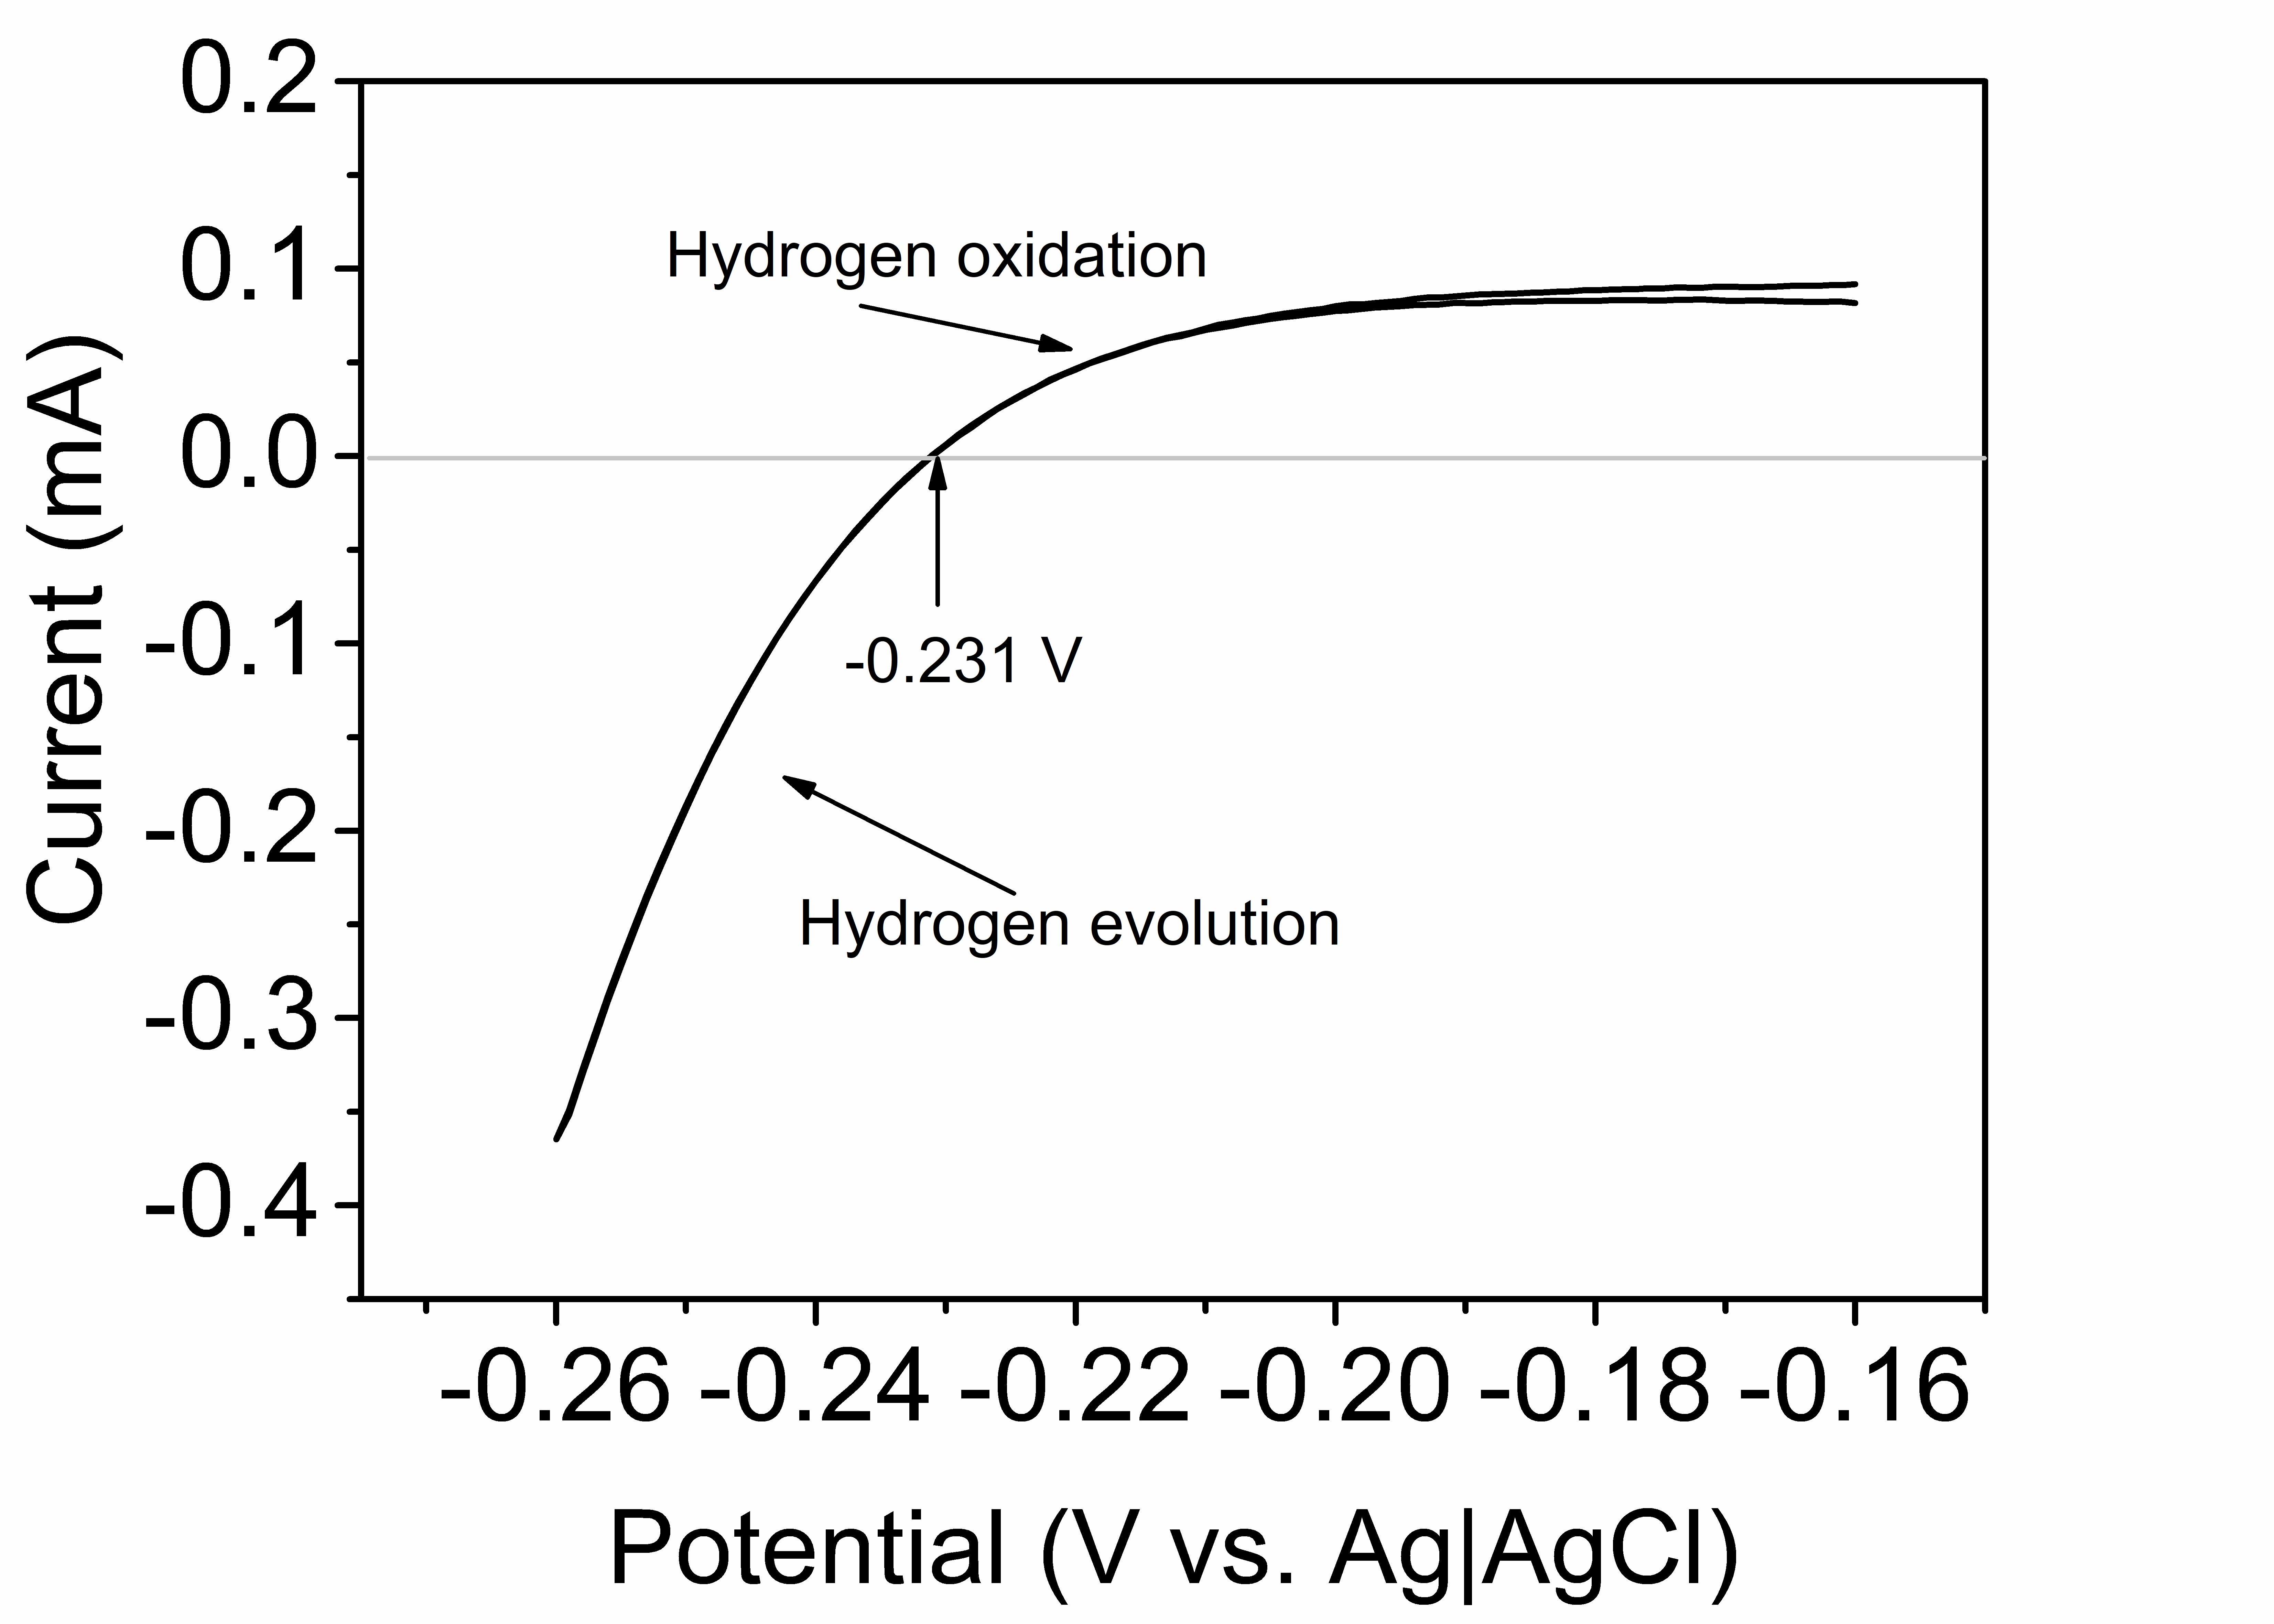 0.2
0.1
0.0
-0.1
-0.2
-0.3
-0.4
Current (mA)
Hydrogen oxidation
-0.231 V
Hydrogen evolution
-0.26 -0.24 -0.22 -0.20 -0.18 -0.16
Potential (V vs. Ag|AgCl)